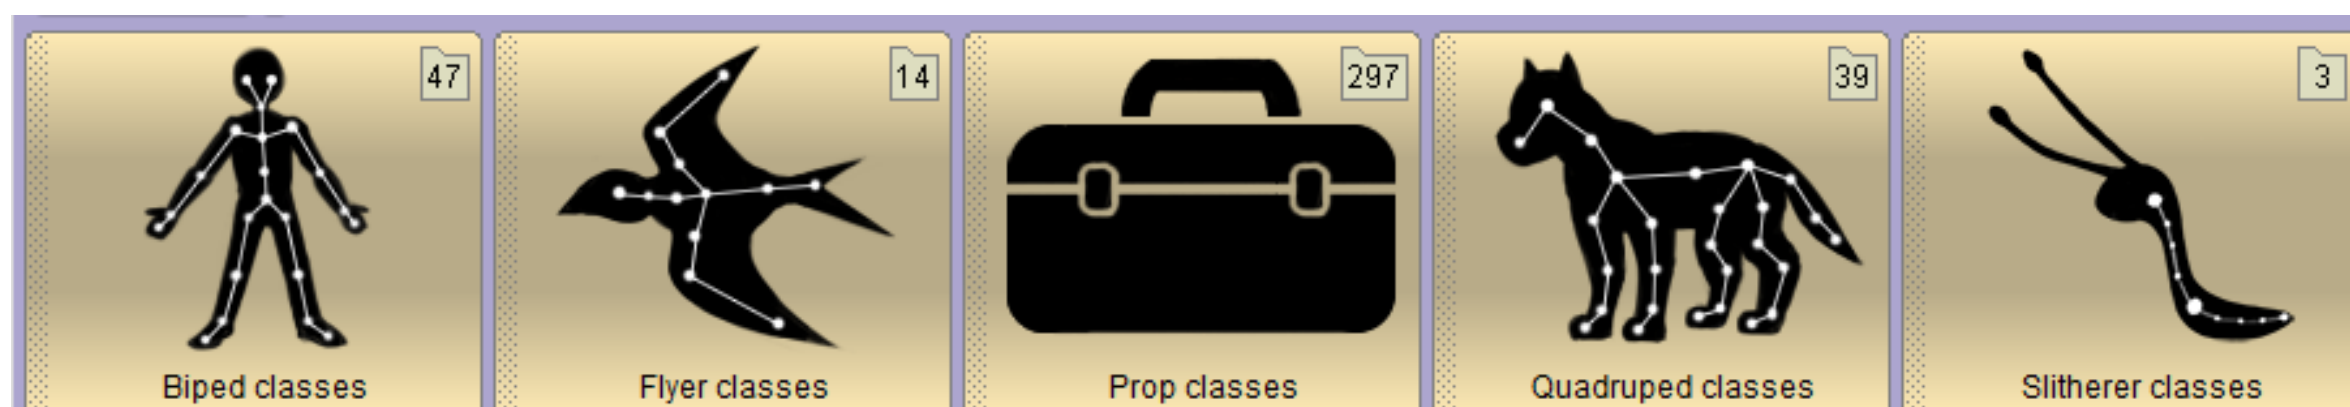 47
14
297
39
3
Biped classes
Flyer classes
Prop classes
Quadruped classes
Slitherer classes